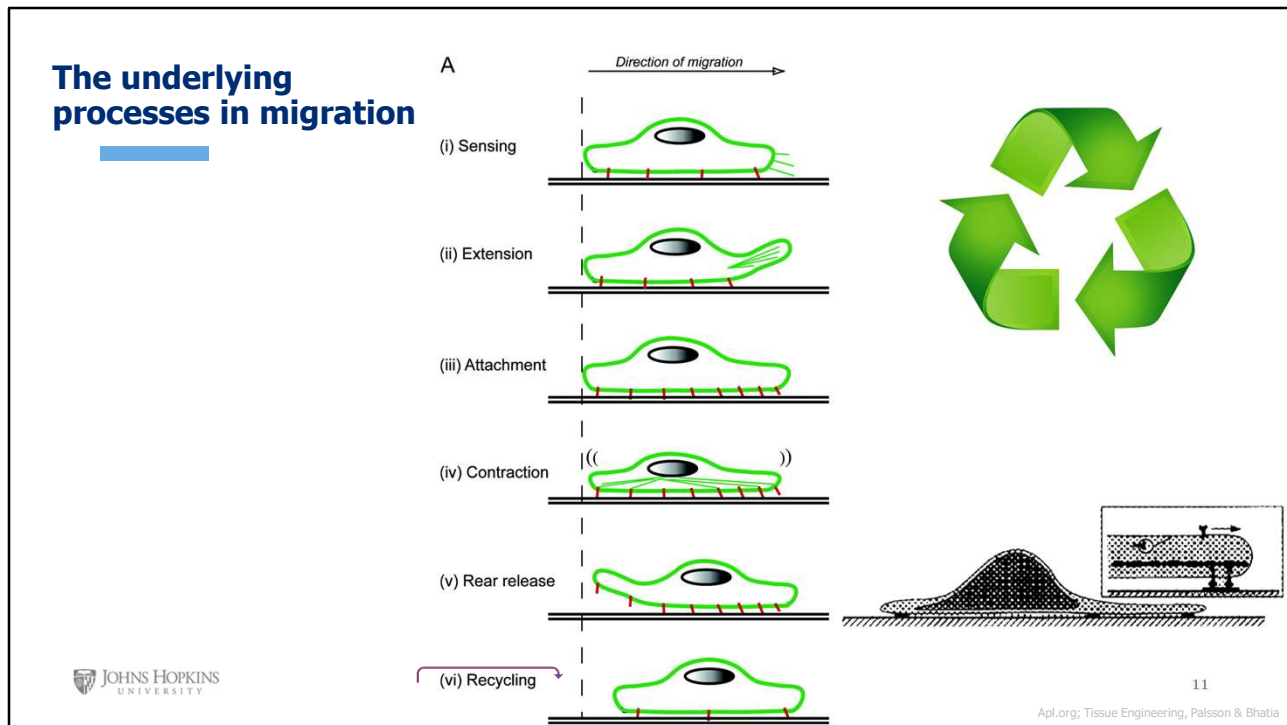 The underlying
processes in migration
A
Direction of migration
(i) Sensing
(ii) Extension
(iii) Attachment
(iv) Contraction
(( ))
(v) Rear release
(vi) Recycling
JOHNS HOPKINS
UNIVERSITY
11
Apl.org; Tissue Engineering, Palsson & Bhatia